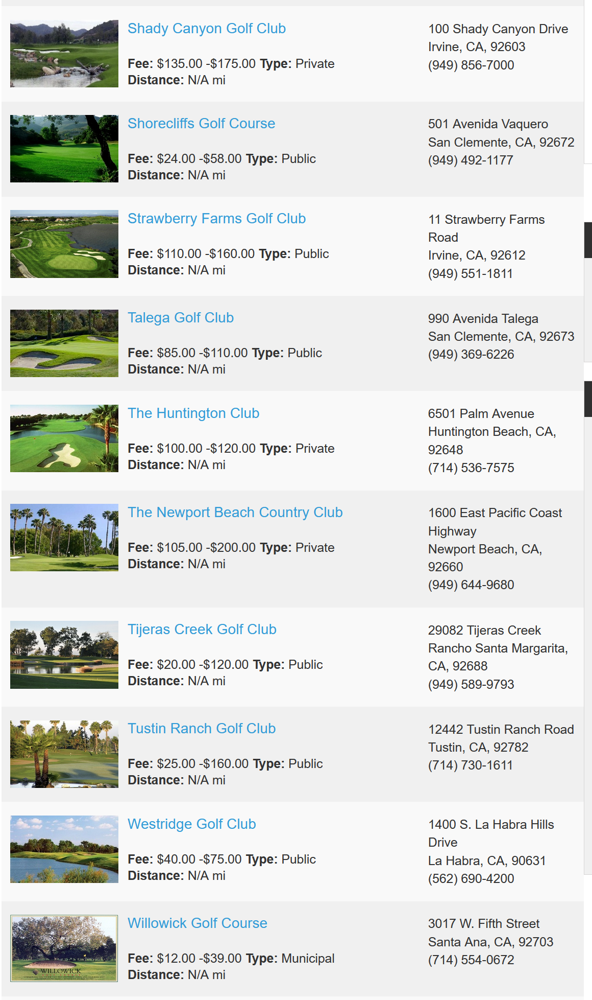 Shady Canyon Golf Club
Fee: $135.00 -$175.00 Type: Private
Distance: N/A mi
100 Shady Canyon Drive
Irvine, CA, 92603
(949) 856-7000
Shorecliffs Golf Course
Fee: $24.00 -$58.00 Type: Public
Distance: N/A mi
501 Avenida Vaquero
San Clemente, CA, 92672
(949) 492-1177
Strawberry Farms Golf Club
Fee: $110.00 -$160.00 Type: Public
Distance: N/A mi
11 Strawberry Farms
Road
Irvine, CA, 92612
(949) 551-1811
Talega Golf Club
Fee: $85.00 -$110.00 Type: Public
Distance: N/A mi
990 Avenida Talega
San Clemente, CA, 92673
(949) 369-6226
The Huntington Club
Fee: $100.00 -$120.00 Type: Private
Distance: N/A mi
6501 Palm Avenue
Huntington Beach, CA,
92648
(714) 536-7575
The Newport Beach Country Club
Fee: $105.00 -$200.00 Type: Private
Distance: N/A mi
1600 East Pacific Coast
Highway
Newport Beach, CA,
92660
(949) 644-9680
Tijeras Creek Golf Club
Fee: $20.00 -$120.00 Type: Public
Distance: N/A mi
29082 Tijeras Creek
Rancho Santa Margarita,
CA, 92688
(949) 589-9793
Tustin Ranch Golf Club
Fee: $25.00 -$160.00 Type: Public
Distance: N/A mi
12442 Tustin Ranch Road
Tustin, CA, 92782
(714) 730-1611
Westridge Golf Club
Fee: $40.00 -$75.00 Type: Public
Distance: N/A mi
1400 S. La Habra Hills
Drive
La Habra, CA, 90631
(562) 690-4200
WILLOWICK
Willowick Golf Course
Fee: $12.00 -$39.00 Type: Municipal
Distance: N/A mi
3017 W. Fifth Street
Santa Ana, CA, 92703
(714) 554-0672